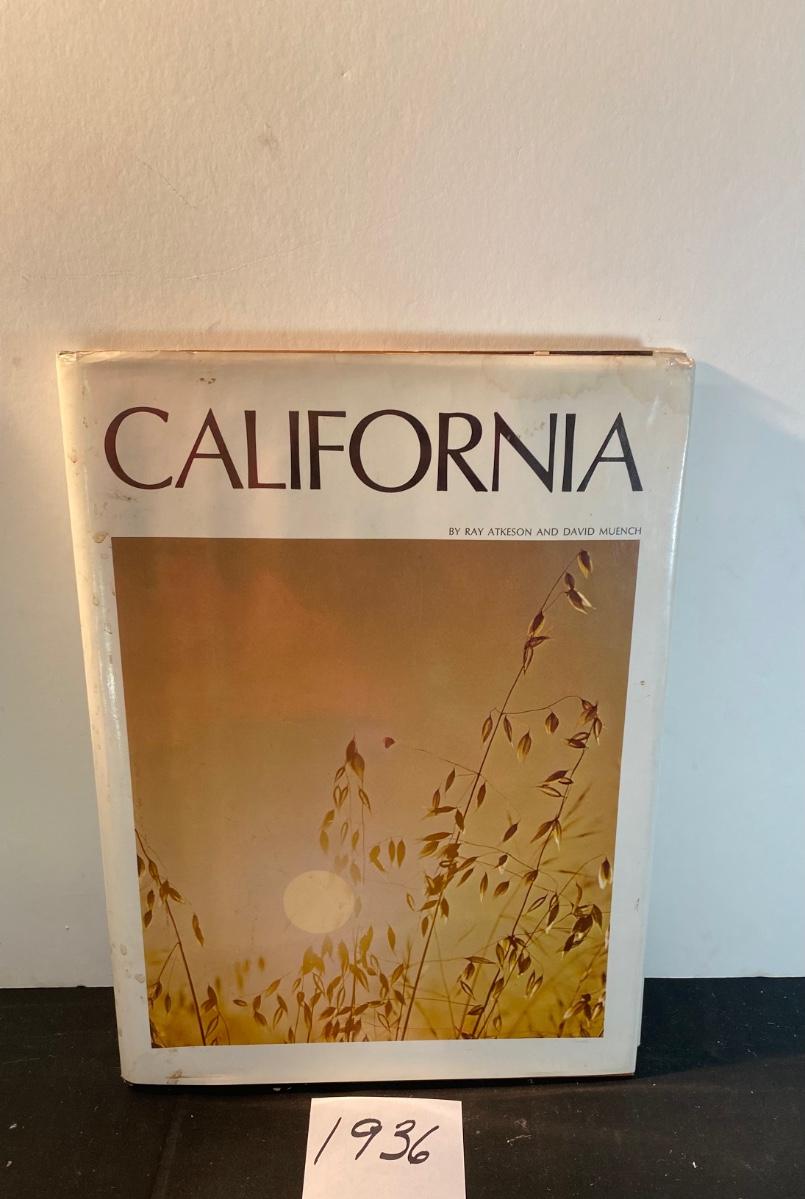 CALIFORNIA
BY RAY ATKESON AND DAVID MUENCH
1936